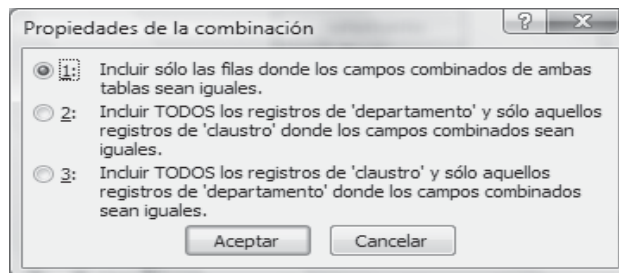 Propiedades de la combinación
1: Incluir sólo las filas donde los campos combinados de ambas
tablas sean iguales.
2: Incluir TODOS los registros de 'departamento' y sólo aquellos
registros de 'claustro' donde los campos combinados sean
iguales.
3: Incluir TODOS los registros de 'claustro' y sólo aquellos
registros de 'departamento' donde los campos combinados
sean iguales.
Aceptar Cancelar